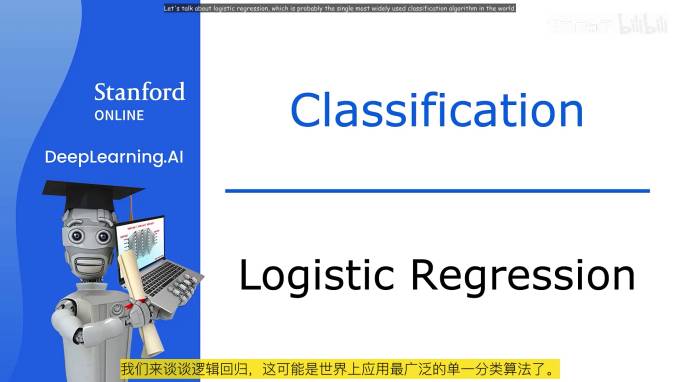 Let's talk about logistic regression, which is probably the single most widely used classification algorithm in the world.
bilibili
Stanford
ONLINE
DeepLearning.AI
Classification
Logistic Regression
我们来谈谈逻辑回归，这可能是世界上应用最广泛的单一分类算法了。